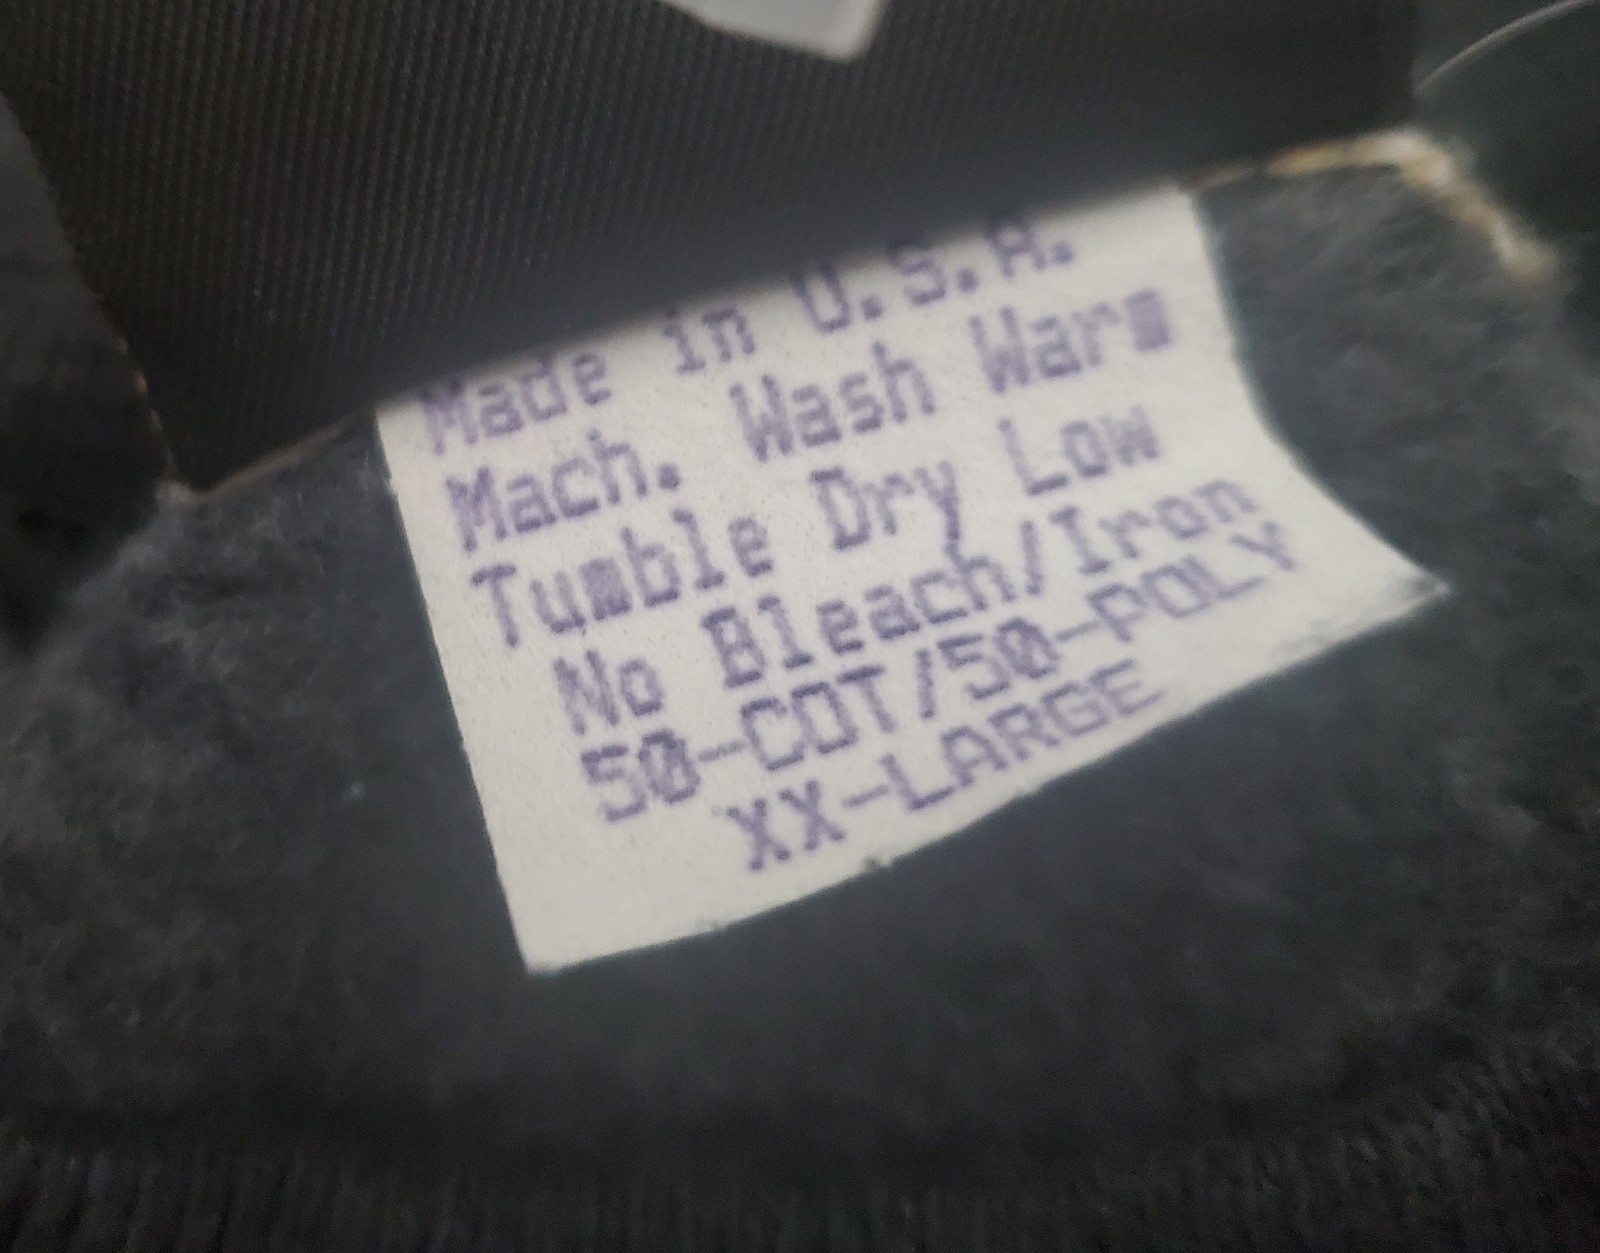 Made in U.S.A.
Mach. Wash Warm
Tumble Dry Low
No Bleach/Iron
50-COT/50-POLY
XX-LARGE